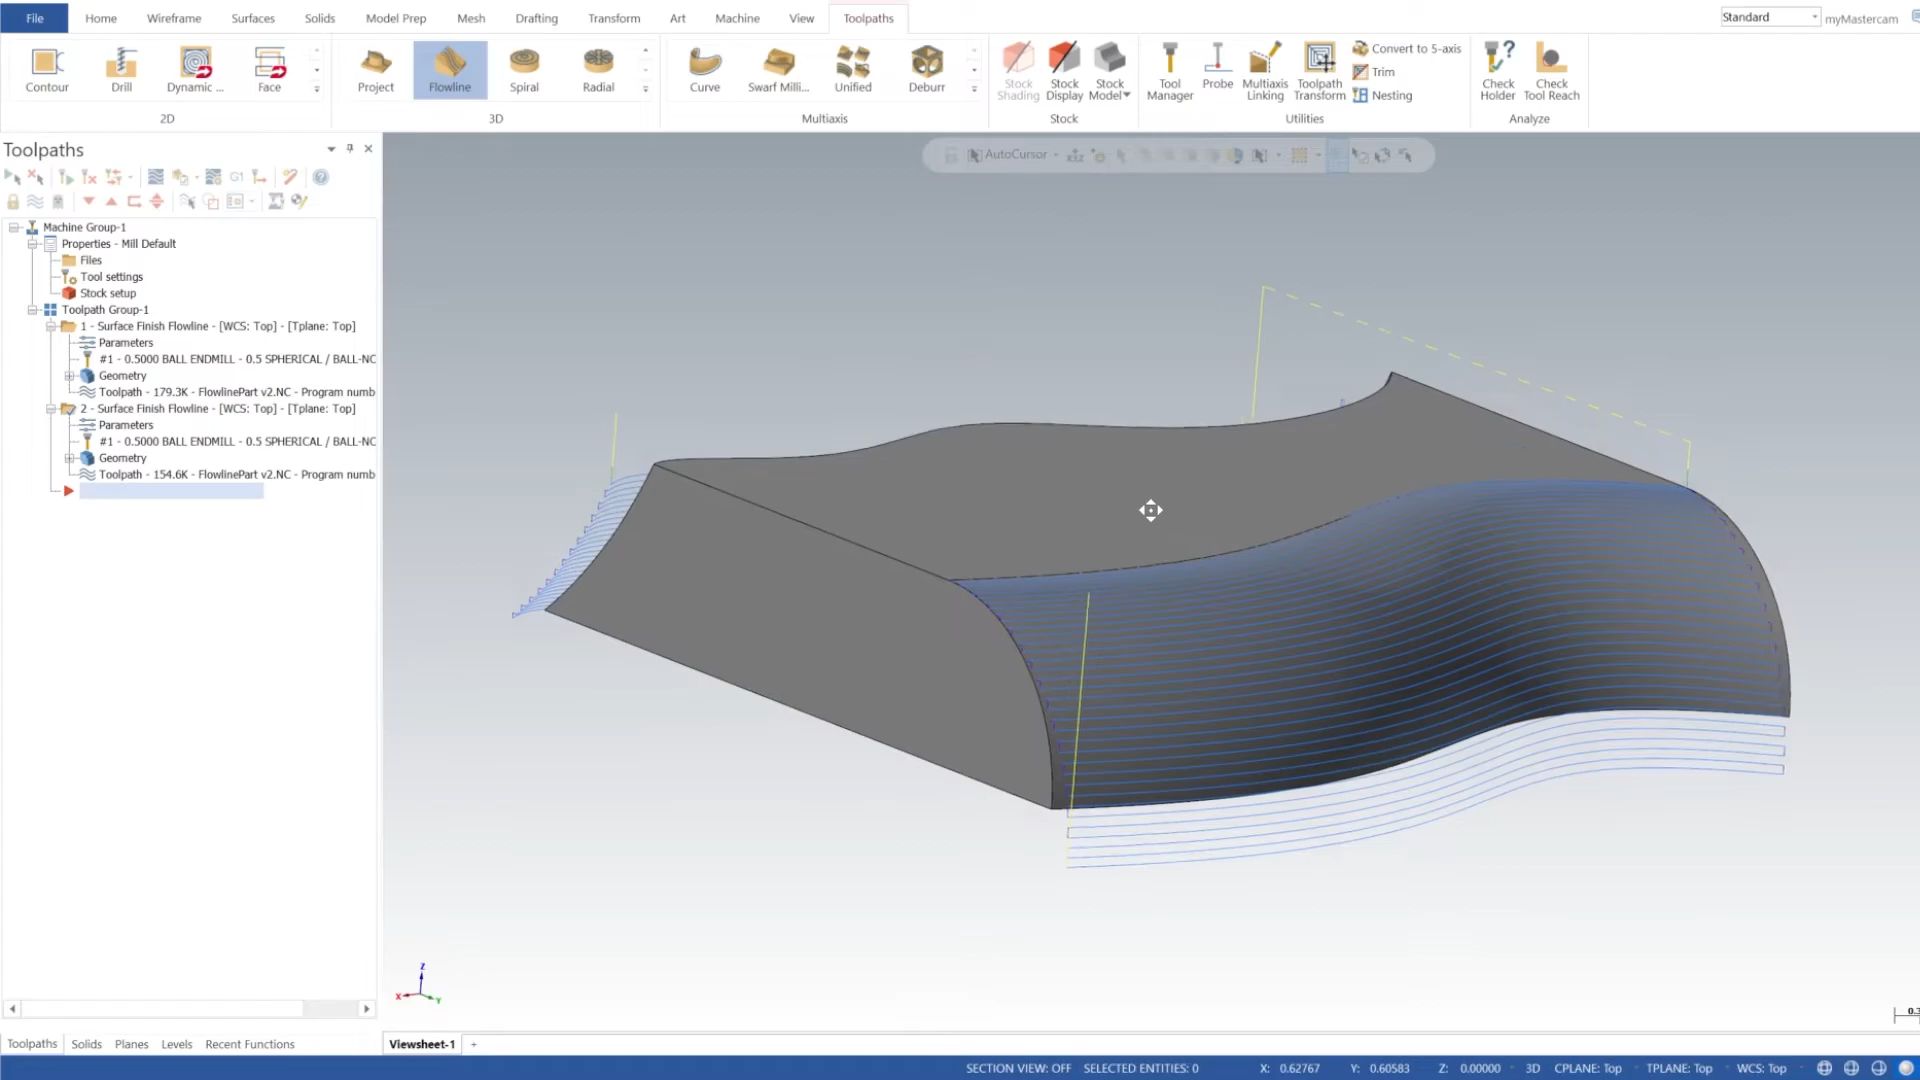 File Home Wireframe Surfaces Solids Model Prep Mesh Drafting Transform Art Machine View Toolpaths Standard myMastercam
Contour Drill Dynamic ... Face Project Flowline Spiral Radial Curve Swarf Milli... Unified Deburr Stock Shading Stock Display Stock Model Tool Manager Probe Multiaxis Linking Toolpath Transform Convert to 5-axis Trim Nesting Check Holder Check Tool Reach
2D 3D Multiaxis Stock Utilities Analyze
Toolpaths
AutoCursor
G1
Machine Group-1
Properties - Mill Default
Files
Tool settings
Stock setup
Toolpath Group-1
1 - Surface Finish Flowline - [WCS: Top] - [Tplane: Top]
Parameters
#1 - 0.5000 BALL ENDMILL - 0.5 SPHERICAL / BALL-NC
Geometry
Toolpath - 179.3K - FlowlinePart v2.NC - Program numb
2 - Surface Finish Flowline - [WCS: Top] - [Tplane: Top]
Parameters
#1 - 0.5000 BALL ENDMILL - 0.5 SPHERICAL / BALL-NC
Geometry
Toolpath - 154.6K - FlowlinePart v2.NC - Program numb
Z
X Y
0.3
Toolpaths Solids Planes Levels Recent Functions Viewsheet-1 +
SECTION VIEW: OFF SELECTED ENTITIES: 0 X: 0.62767 Y: 0.60583 Z: 0.00000 3D CPLANE: Top TPLANE: Top WCS: Top